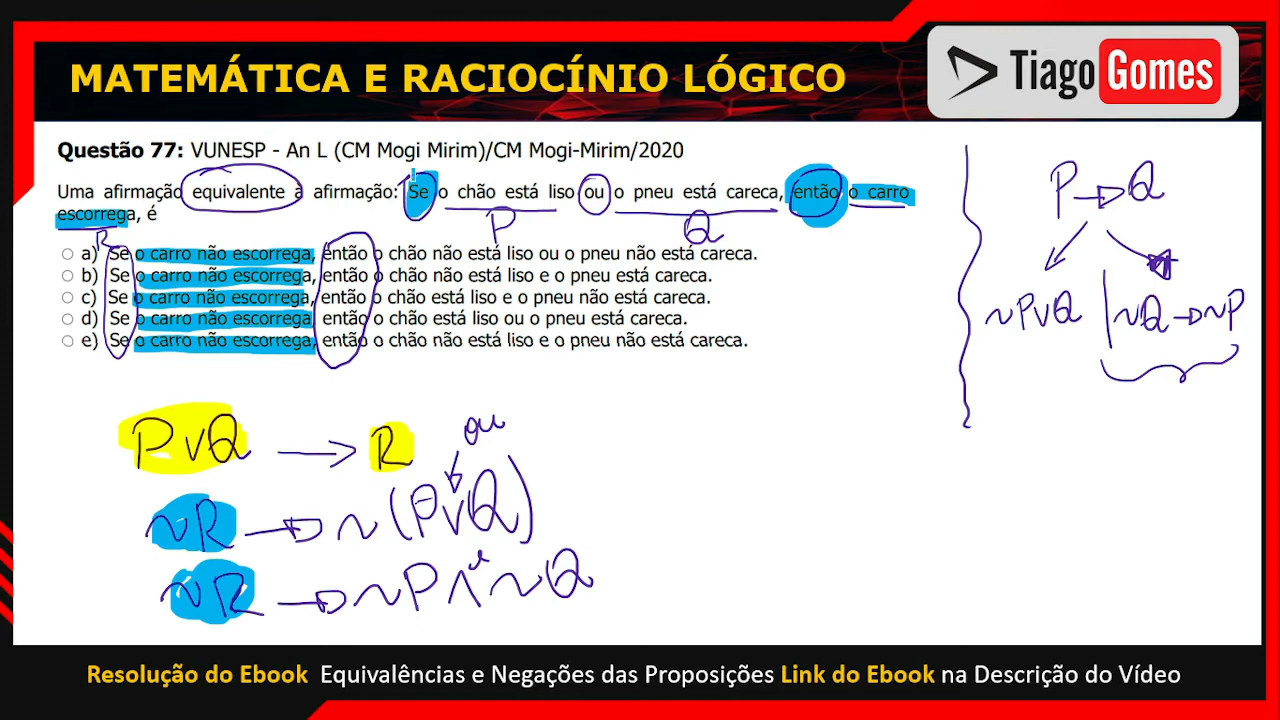 MATEMÁTICA E RACIOCÍNIO LÓGICO
Tiago Gomes
Questão 77: VUNESP - An L (CM Mogi Mirim)/CM Mogi-Mirim/2020
Uma afirmação equivalente à afirmação: Se o chão está liso ou o pneu está careca, então o carro
escorrega, é
P Q
R
a) Se o carro não escorrega, então o chão não está liso ou o pneu não está careca.
b) Se o carro não escorrega, então o chão não está liso e o pneu está careca.
c) Se o carro não escorrega, então o chão está liso e o pneu não está careca.
d) Se o carro não escorrega, então o chão está liso ou o pneu está careca.
e) Se o carro não escorrega, então o chão não está liso e o pneu não está careca.
P → Q
~P v Q | ~Q → ~P
P v Q → R
ou
~R → ~(P v Q)
e
~R → ~P ∧ ~Q
Resolução do Ebook Equivalências e Negações das Proposições Link do Ebook na Descrição do Vídeo